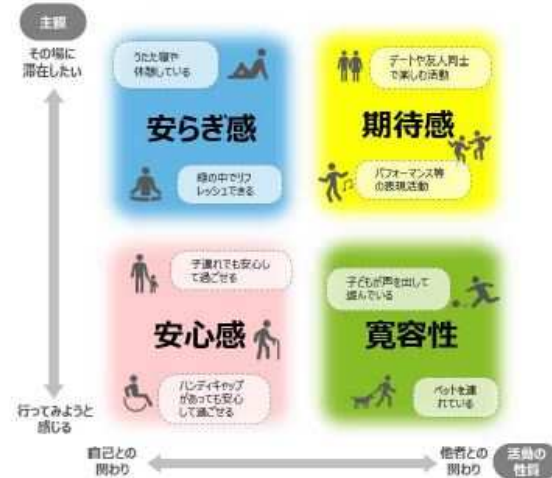 主観
その場に
滞在したい
うたた寝や
休憩している
安らぎ感
緑の中でリフ
レッシュできる
デートや友人同士
で楽しむ活動
期待感
パフォーマンス等
の表現活動
子連れでも安心し
て過ごせる
安心感
ハンディキャップ
があっても安心
して過ごせる
子どもが声を出して
遊んでいる
寛容性
ペットを連
れている
行ってみようと
感じる
自己との
関わり
他者との
関わり
活動の
性質